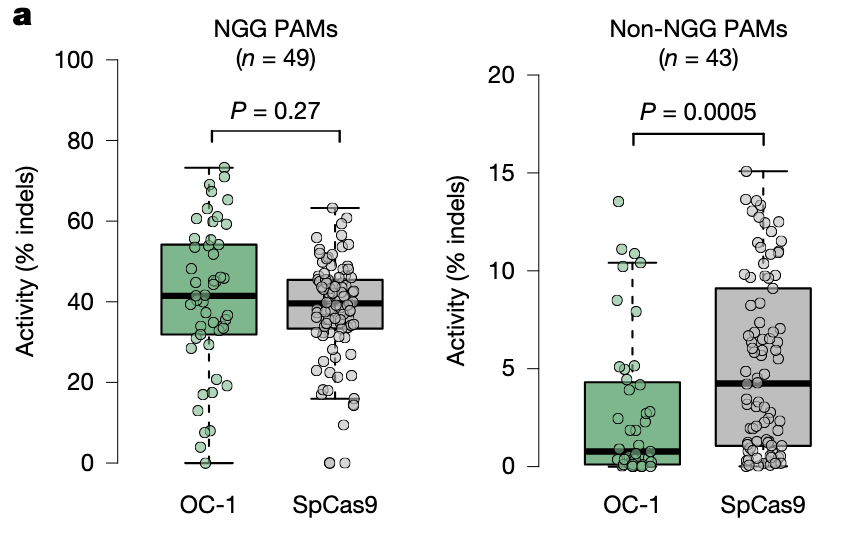 a
NGG PAMs
(n = 49)
P = 0.27
Activity (% indels)
100
80
60
40
20
0
OC-1 SpCas9
Non-NGG PAMs
(n = 43)
P = 0.0005
Activity (% indels)
20
15
10
5
0
OC-1 SpCas9